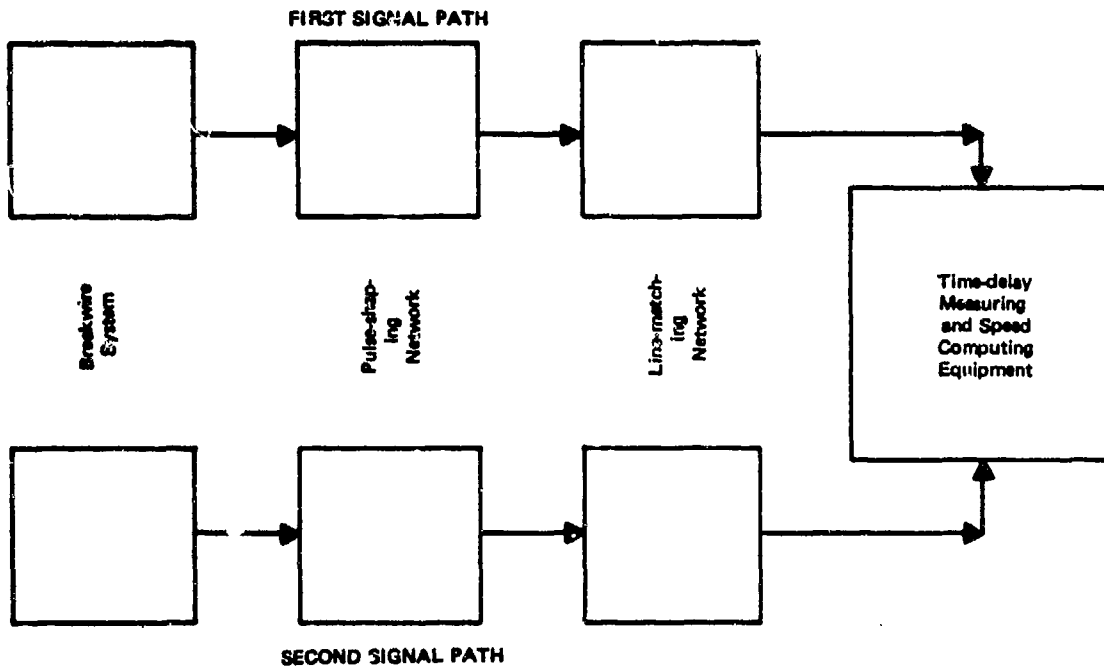 FIRST SIGNAL PATH
Breakwire
System
Pulse-shap-
ing
Network
Line-match-
ing
Network
Time-delay
Measuring
and Speed
Computing
Equipment
SECOND SIGNAL PATH